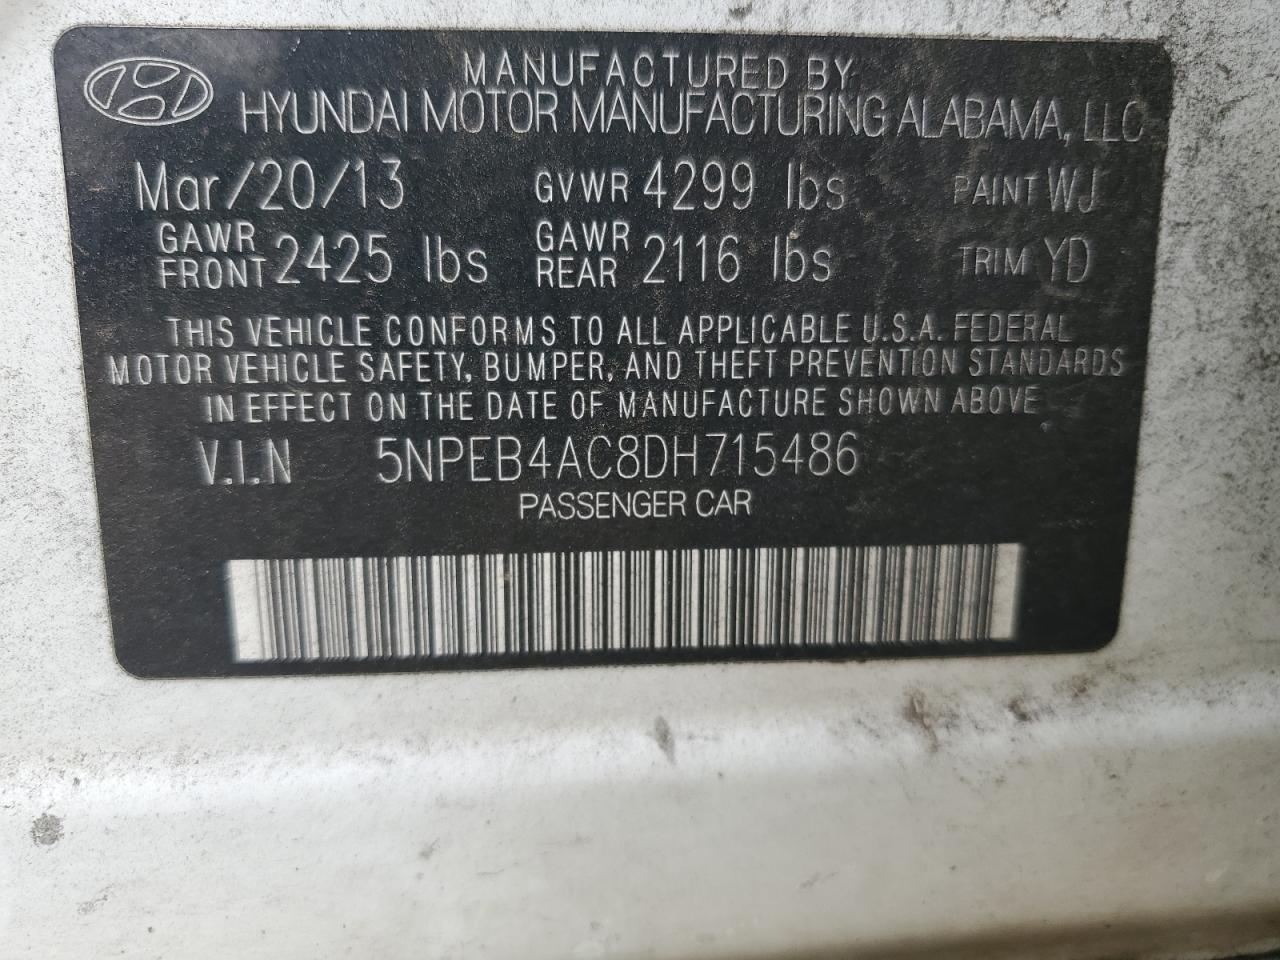 MANUFACTURED BY
HYUNDAI MOTOR MANUFACTURING ALABAMA, LLC
Mar/20/13 GVWR 4299 lbs PAINT WJ
GAWR FRONT 2425 lbs GAWR REAR 2116 lbs TRIM YD
THIS VEHICLE CONFORMS TO ALL APPLICABLE U.S.A. FEDERAL
MOTOR VEHICLE SAFETY, BUMPER, AND THEFT PREVENTION STANDARDS
IN EFFECT ON THE DATE OF MANUFACTURE SHOWN ABOVE
V.I.N 5NPEB4AC8DH715486
PASSENGER CAR